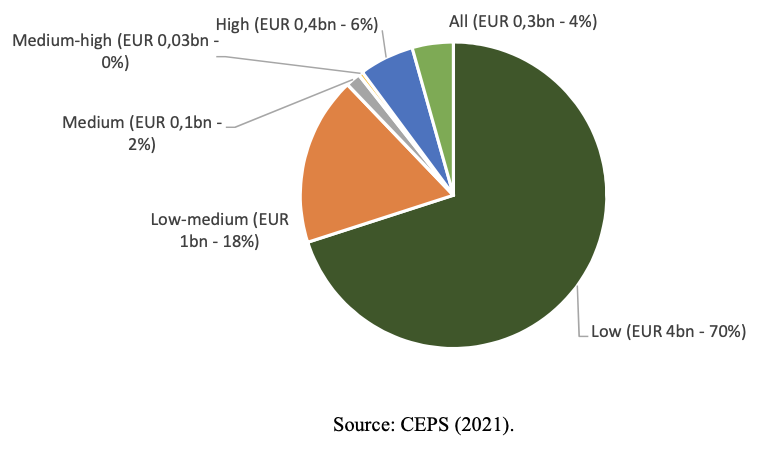 High (EUR 0,4bn - 6%)
All (EUR 0,3bn - 4%)
Medium-high (EUR 0,03bn -
0%)
Medium (EUR 0,1bn -
2%)
Low-medium (EUR
1bn - 18%)
Low (EUR 4bn - 70%)
Source: CEPS (2021).